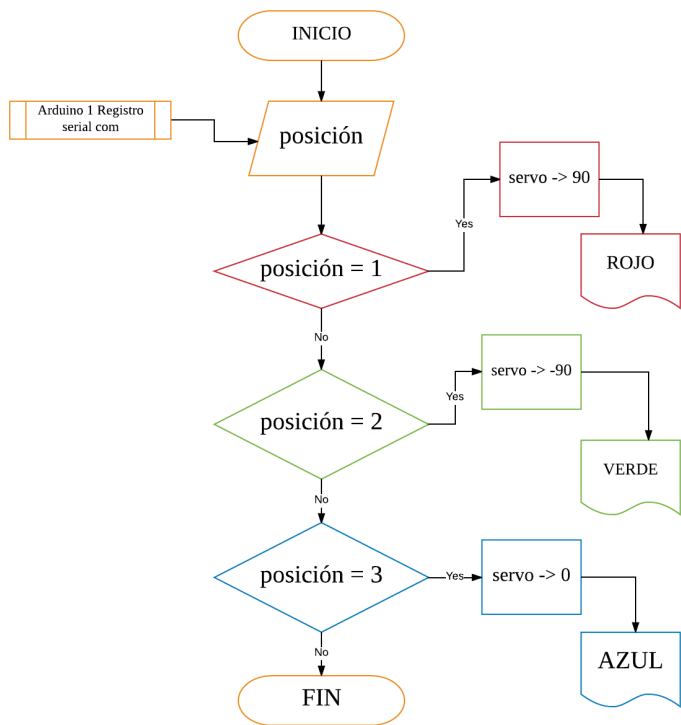 INICIO
Arduino 1 Registro
serial com
posición
servo -> 90
Yes
ROJO
posición = 1
No
servo -> -90
Yes
posición = 2
VERDE
No
posición = 3
Yes
servo -> 0
No
AZUL
FIN